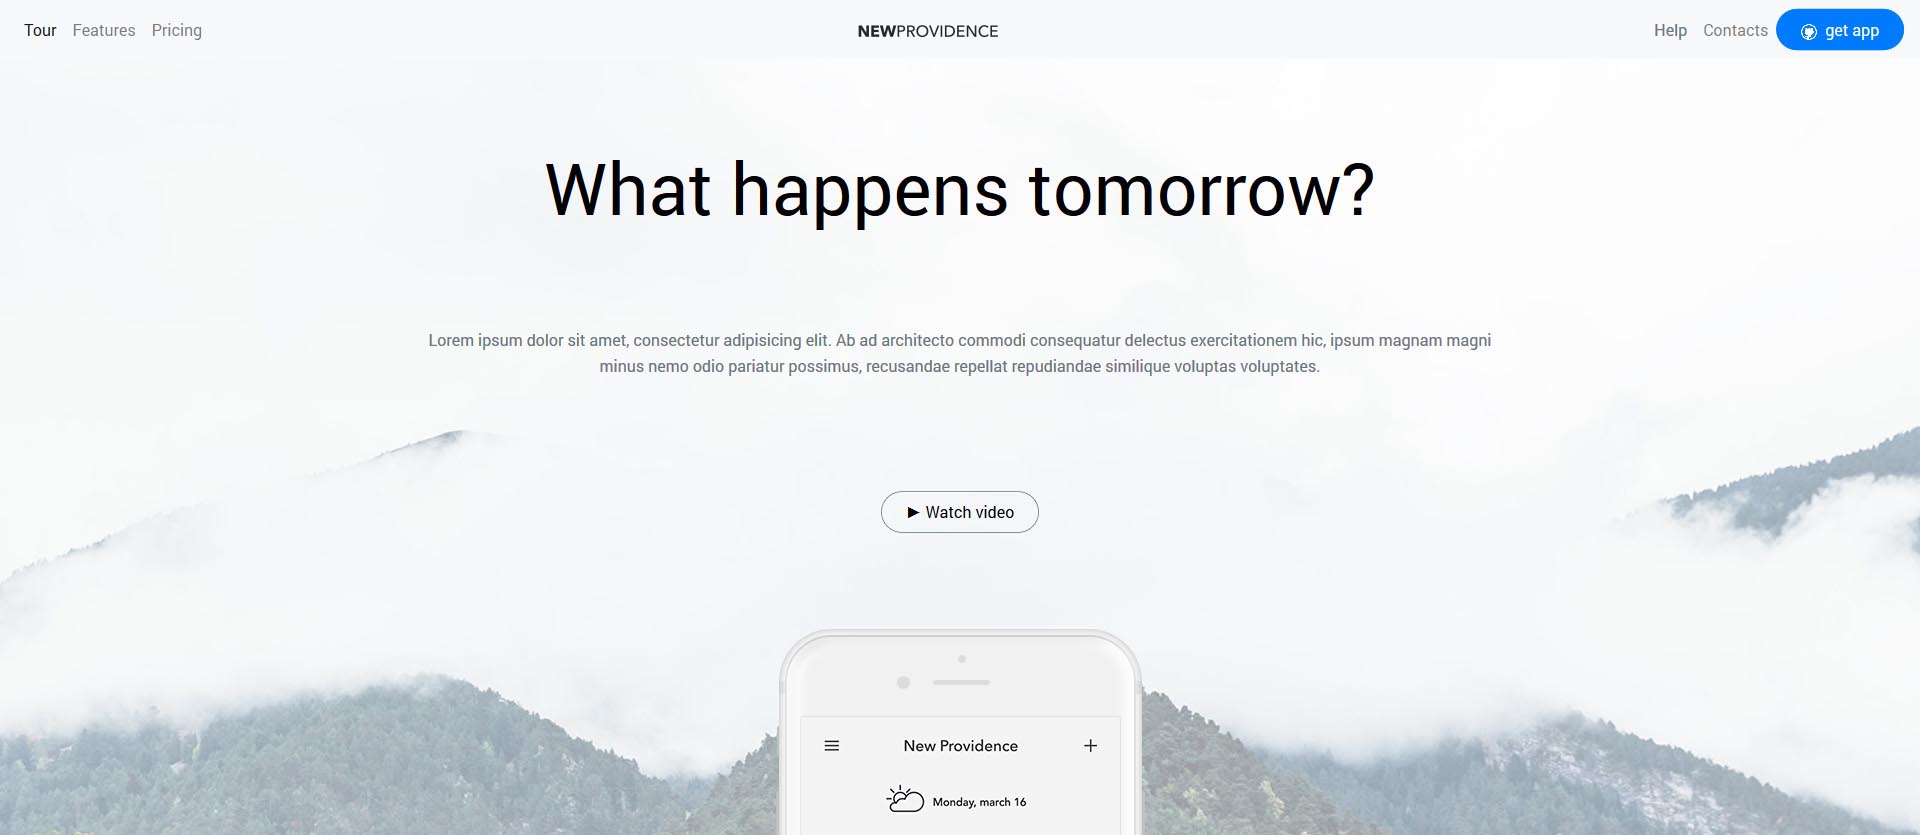 Tour Features Pricing NEWPROVIDENCE Help Contacts get app
What happens tomorrow?
Lorem ipsum dolor sit amet, consectetur adipisicing elit. Ab ad architecto commodi consequatur delectus exercitationem hic, ipsum magnam magni
minus nemo odio pariatur possimus, recusandae repellat repudiandae similique voluptas voluptates.
Watch video
New Providence
Monday, march 16